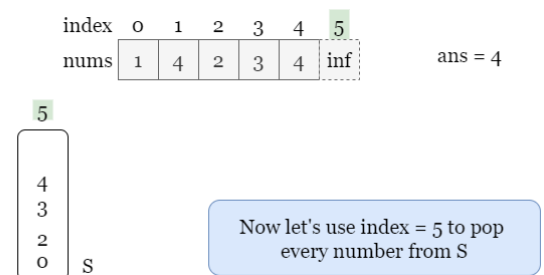 index 0 1 2 3 4 5
nums 1 4 2 3 4 inf
ans = 4
5
4
3
2
0
S
Now let's use index = 5 to pop
every number from S